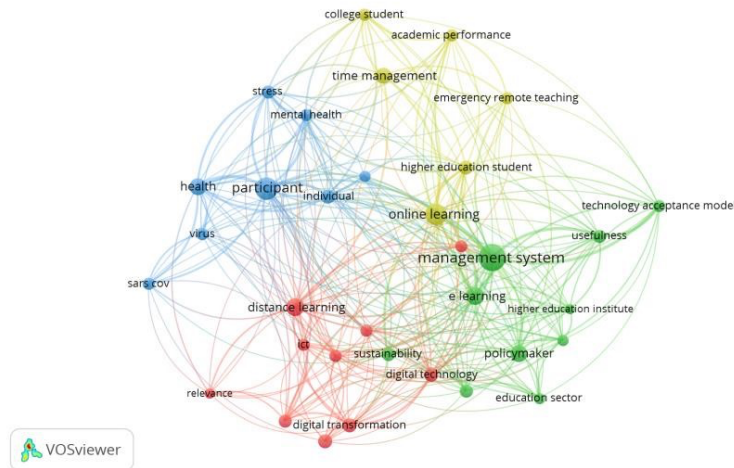 college student
academic performance
time management
stress
emergency remote teaching
mental health
higher education student
health
participant
individual
technology acceptance mode
online learning
usefulness
virus
management system
sars cov
e learning
distance learning
higher education institute
ict
sustainability
policymaker
digital technology
relevance
education sector
digital transformation
VOSviewer